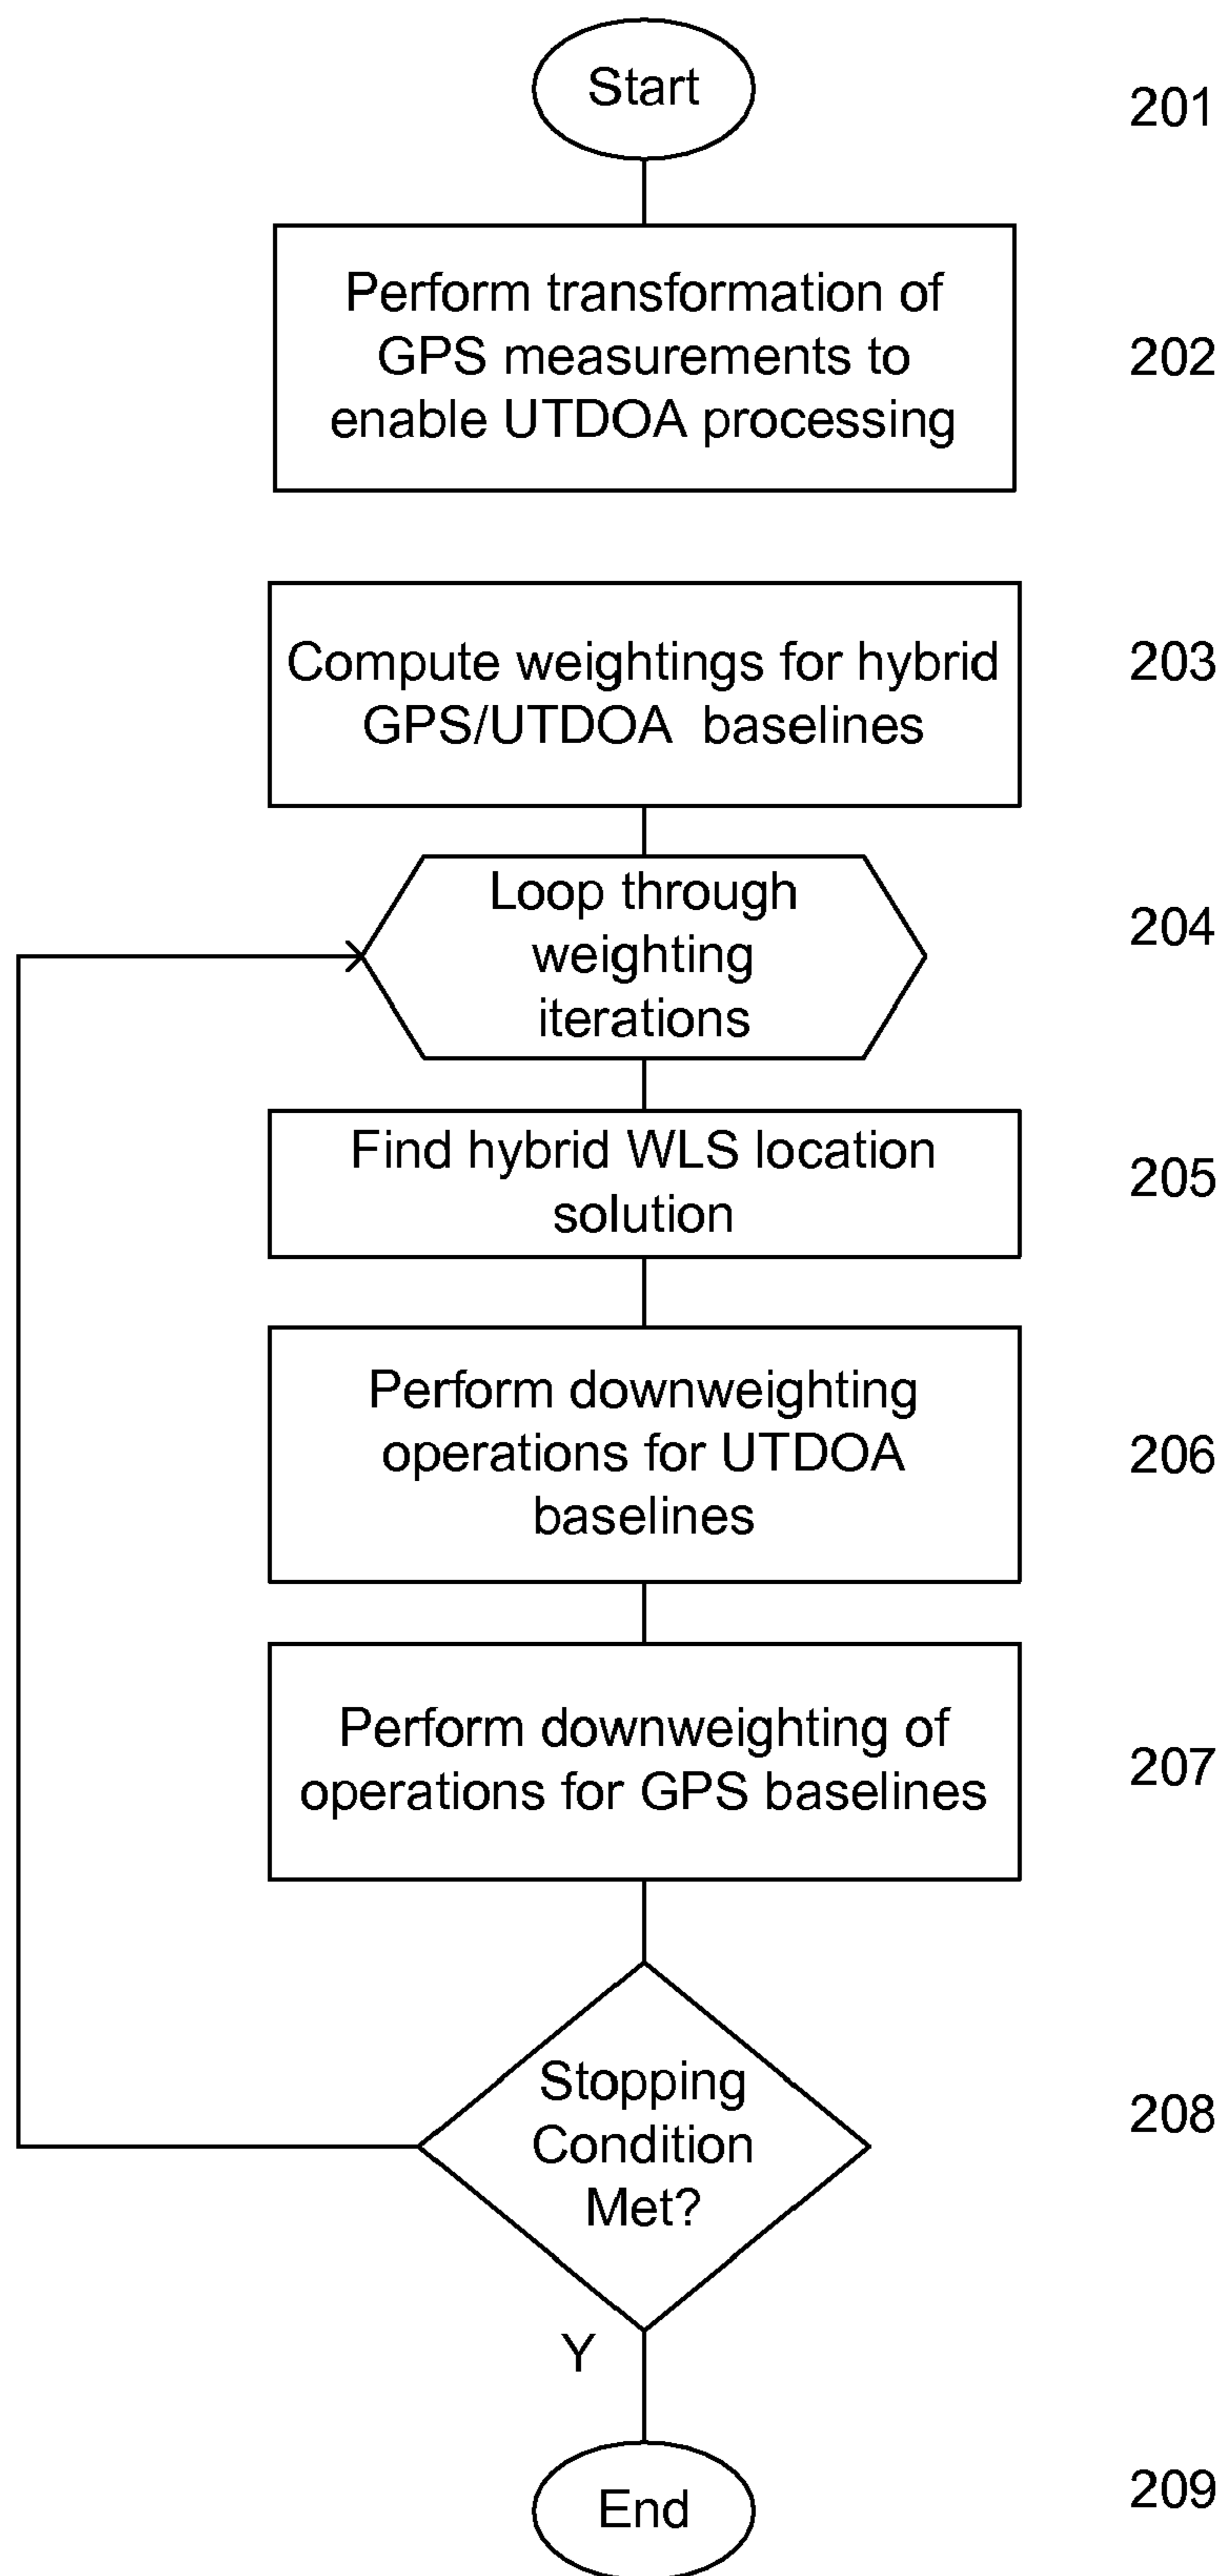 Start
201
Perform transformation of
GPS measurements to
enable UTDOA processing
202
Compute weightings for hybrid
GPS/UTDOA baselines
203
Loop through
weighting
iterations
204
Find hybrid WLS location
solution
205
Perform downweighting
operations for UTDOA
baselines
206
Perform downweighting of
operations for GPS baselines
207
Stopping
Condition
Met?
208
Y
End
209